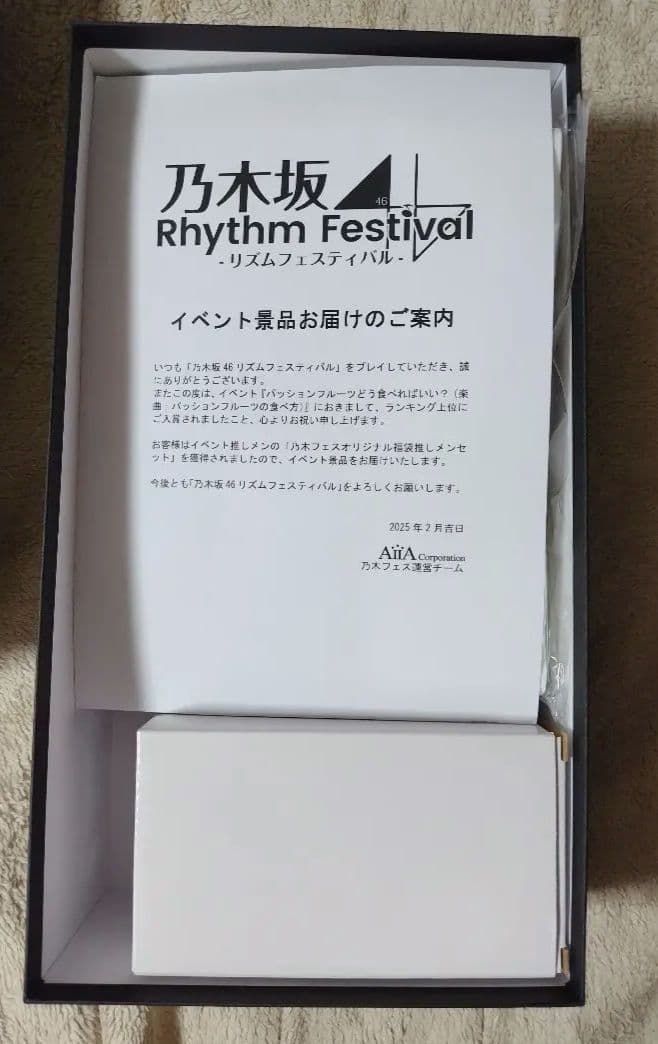 乃木坂46
Rhythm Festival
- リズムフェスティバル -
イベント景品お届けのご案内
いつも「乃木坂46リズムフェスティバル」をプレイしていただき、誠
にありがとうございます。
またこの度は、イベント『パッションフルーツどう食べればいい？（楽
曲：パッションフルーツの食べ方）』におきまして、ランキング上位に
ご入賞されましたこと、心よりお祝い申し上げます。
お客様はイベント推しメンの「乃木フェスオリジナル福袋推しメンセ
ット」を獲得されましたので、イベント景品をお届けいたします。
今後とも「乃木坂46リズムフェスティバル」をよろしくお願いします。
2025年2月吉日
AiiA Corporation
乃木フェス運営チーム